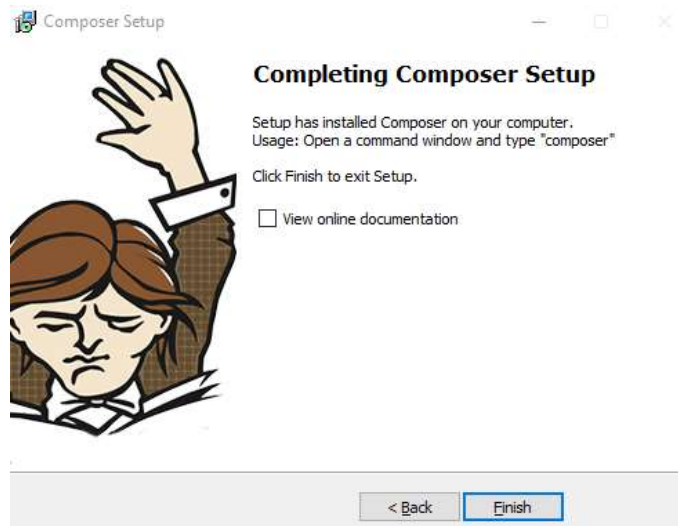 Composer Setup
Completing Composer Setup
Setup has installed Composer on your computer.
Usage: Open a command window and type "composer"
Click Finish to exit Setup.
View online documentation
< Back
Finish